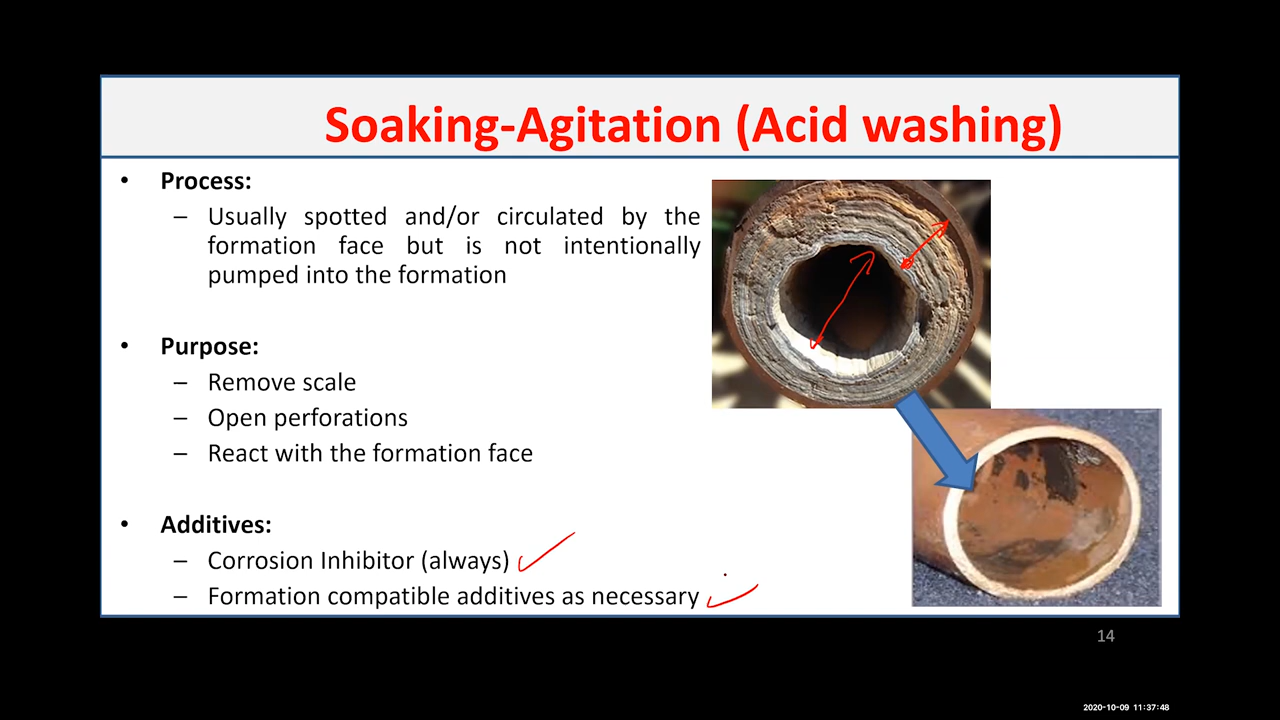 Soaking-Agitation (Acid washing)
• Process:
– Usually spotted and/or circulated by the
formation face but is not intentionally
pumped into the formation
• Purpose:
– Remove scale
– Open perforations
– React with the formation face
• Additives:
– Corrosion Inhibitor (always)
– Formation compatible additives as necessary
14
2020-10-09 11:37:48